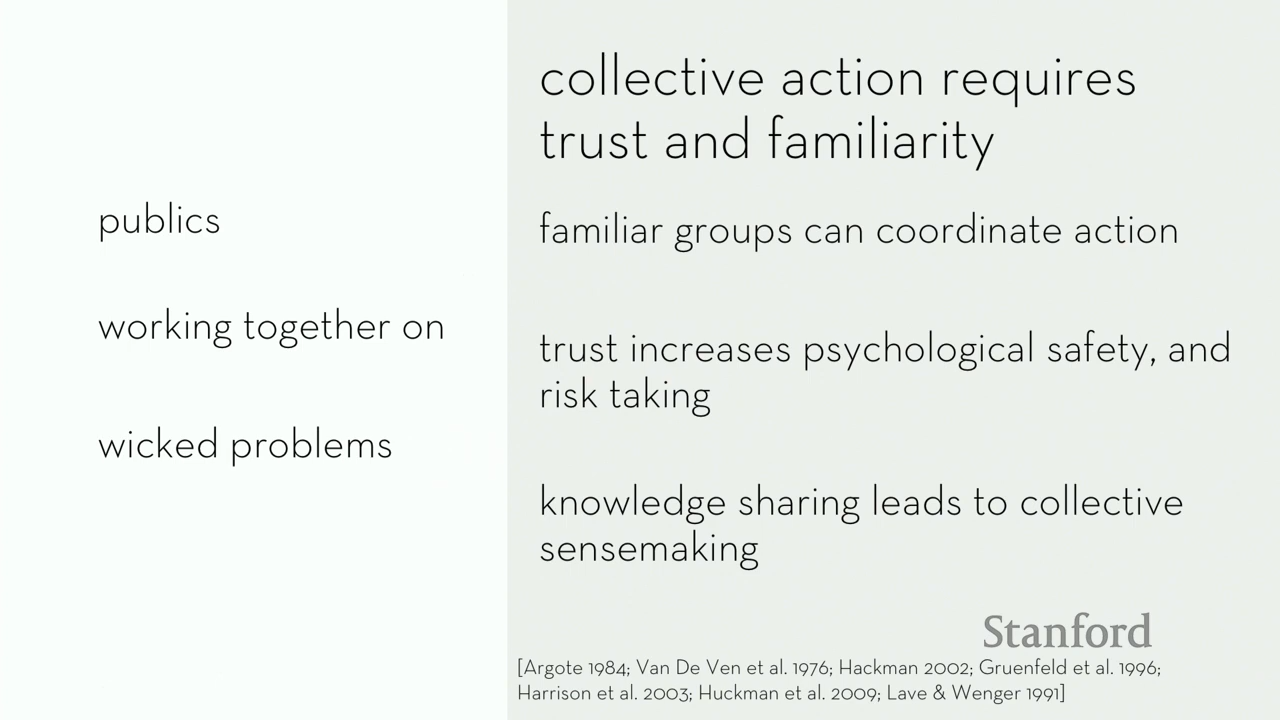 publics
working together on
wicked problems
collective action requires
trust and familiarity
familiar groups can coordinate action
trust increases psychological safety, and
risk taking
knowledge sharing leads to collective
sensemaking
Stanford
[Argote 1984; Van De Ven et al. 1976; Hackman 2002; Gruenfeld et al. 1996;
Harrison et al. 2003; Huckman et al. 2009; Lave & Wenger 1991]